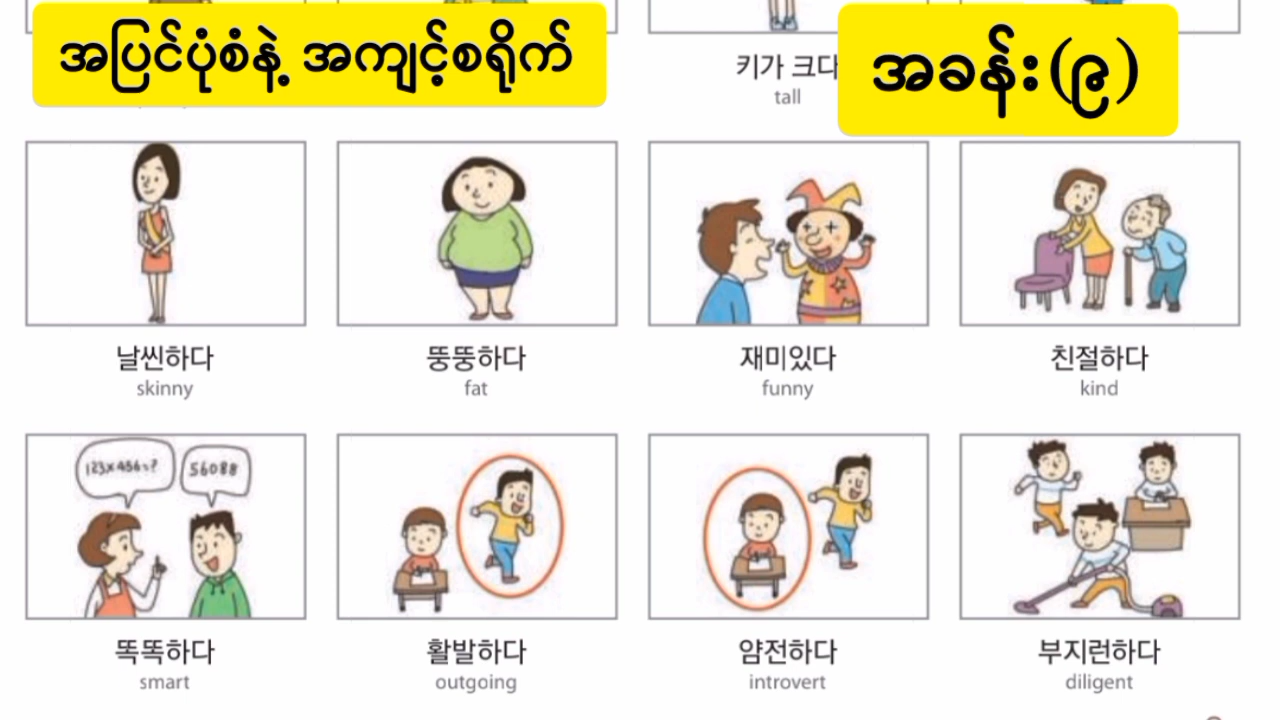 အပြင်ပုံစံနဲ့ အကျင့်စရိုက်
အခန်း(၉)
키가 크다
tall
날씬하다
뚱뚱하다
재미있다
친절하다
skinny
fat
funny
kind
123x456=?
56088
똑똑하다
활발하다
얌전하다
부지런하다
smart
outgoing
introvert
diligent